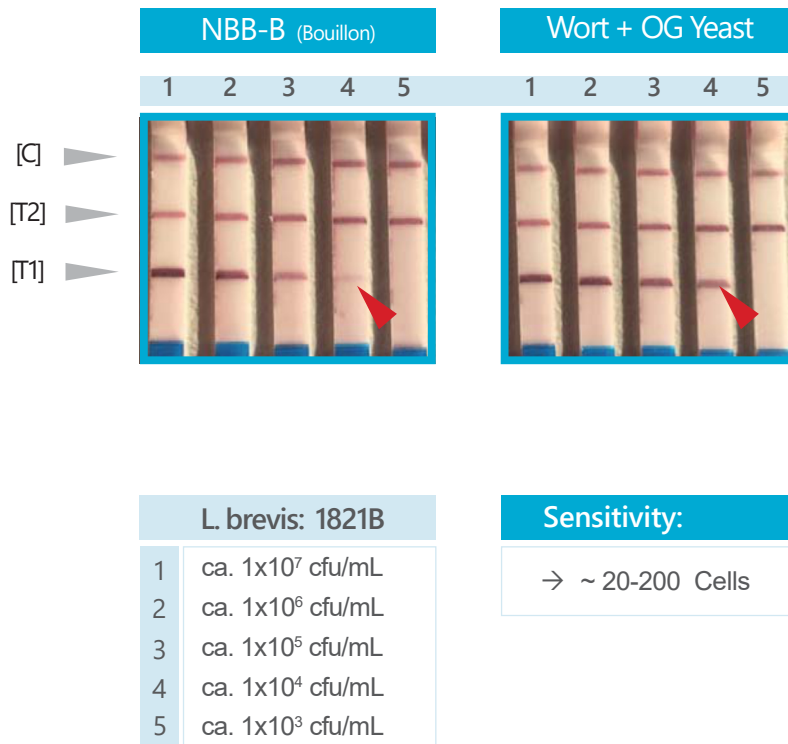 NBB-B (Bouillon)
Wort + OG Yeast
1 2 3 4 5
1 2 3 4 5
[C]
[T2]
[T1]
L. brevis: 1821B
1 ca. 1x10⁷ cfu/mL
2 ca. 1x10⁶ cfu/mL
3 ca. 1x10⁵ cfu/mL
4 ca. 1x10⁴ cfu/mL
5 ca. 1x10³ cfu/mL
Sensitivity:
→ ~ 20-200 Cells